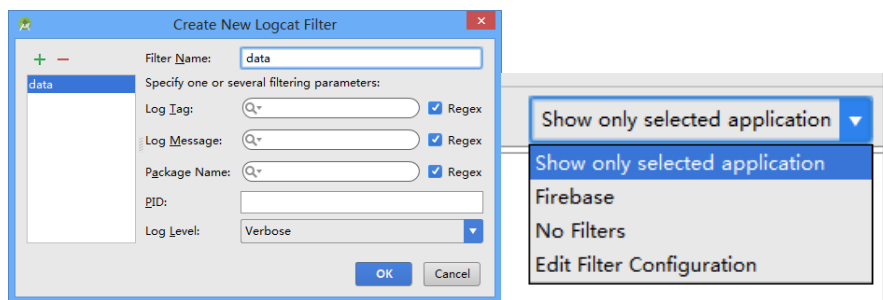 Create New Logcat Filter
Filter Name: data
data
Specify one or several filtering parameters:
Log Tag: Regex
Log Message: Regex
Package Name: Regex
PID:
Log Level: Verbose
OK Cancel
Show only selected application
Show only selected application
Firebase
No Filters
Edit Filter Configuration